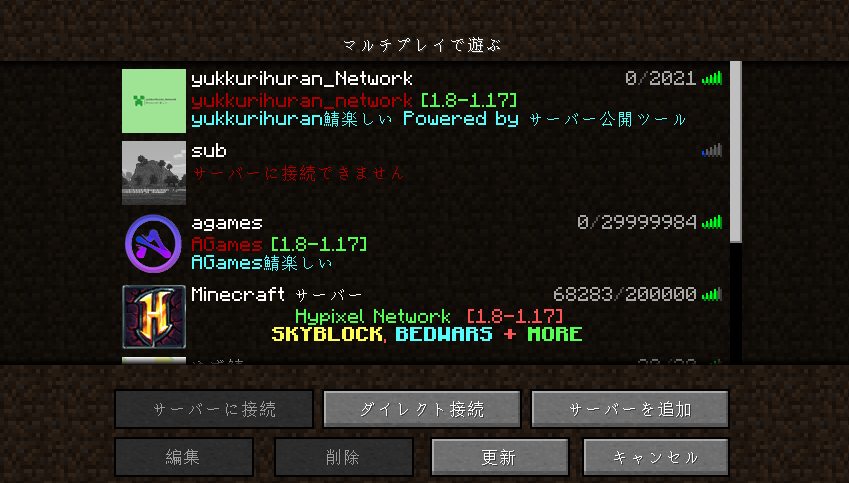 マルチプレイで遊ぶ
yukkurihuran_Network 0/2021
yukkurihuran_network [1.8-1.17]
yukkurihuran鯖楽しい Powered by サーバー公開ツール
sub
サーバーに接続できません
agames 0/29999984
AGames [1.8-1.17]
AGames鯖楽しい
Minecraft サーバー 68283/200000
Hypixel Network [1.8-1.17]
SKYBLOCK, BEDWARS + MORE
サーバーに接続 ダイレクト接続 サーバーを追加
編集 削除 更新 キャンセル